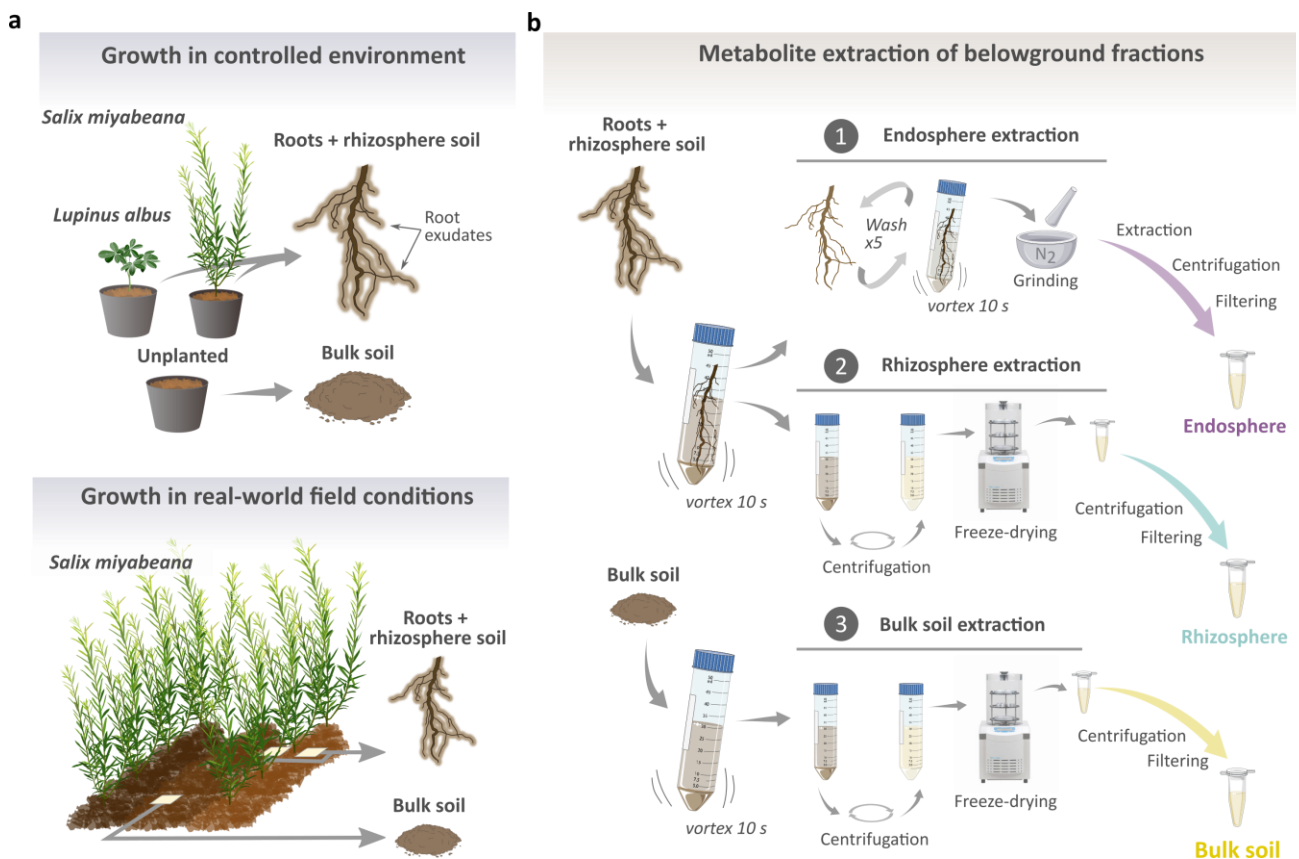 a
Growth in controlled environment
Salix miyabeana
Roots + rhizosphere soil
Lupinus albus
Root
exudates
Unplanted
Bulk soil
Growth in real-world field conditions
Salix miyabeana
Roots +
rhizosphere soil
Bulk soil
b
Metabolite extraction of belowground fractions
Roots +
rhizosphere soil
1 Endosphere extraction
Wash
x5
vortex 10 s
N2
Grinding
Extraction
Centrifugation
Filtering
Endosphere
vortex 10 s
2 Rhizosphere extraction
Centrifugation
Freeze-drying
Centrifugation
Filtering
Rhizosphere
Bulk soil
vortex 10 s
3 Bulk soil extraction
Centrifugation
Freeze-drying
Centrifugation
Filtering
Bulk soil